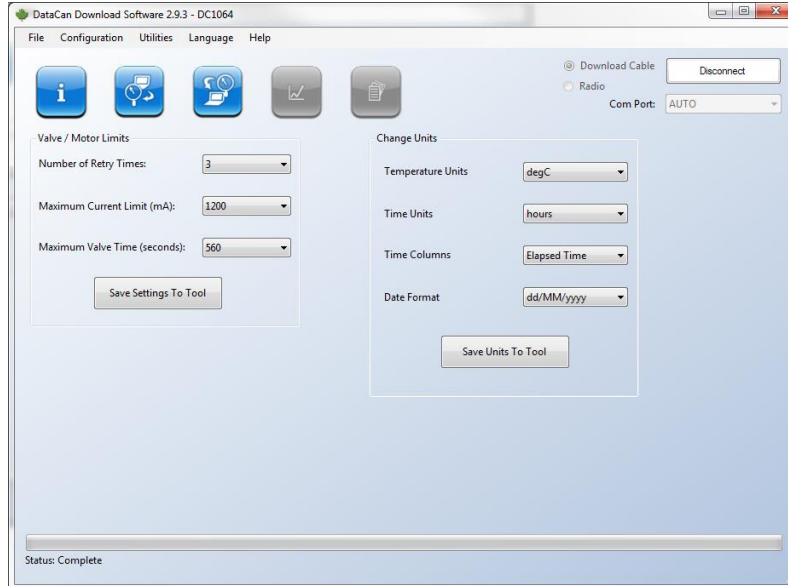 DataCan Download Software 2.9.3 - DC1064
File Configuration Utilities Language Help
Download Cable
Radio
Disconnect
Com Port: AUTO
Valve / Motor Limits
Number of Retry Times: 3
Maximum Current Limit (mA): 1200
Maximum Valve Time (seconds): 560
Save Settings To Tool
Change Units
Temperature Units degC
Time Units hours
Time Columns Elapsed Time
Date Format dd/MM/yyyy
Save Units To Tool
Status: Complete